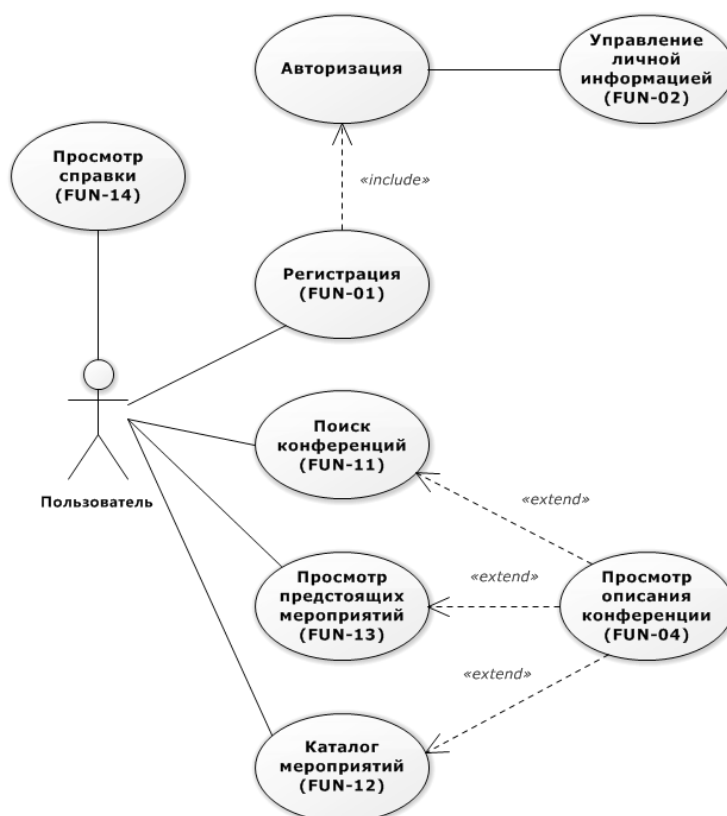 Авторизация
Управление
личной
информацией
(FUN-02)
Просмотр
справки
(FUN-14)
«include»
Регистрация
(FUN-01)
Поиск
конференций
(FUN-11)
Пользователь
«extend»
Просмотр
предстоящих
мероприятий
(FUN-13)
«extend»
Просмотр
описания
конференции
(FUN-04)
«extend»
Каталог
мероприятий
(FUN-12)